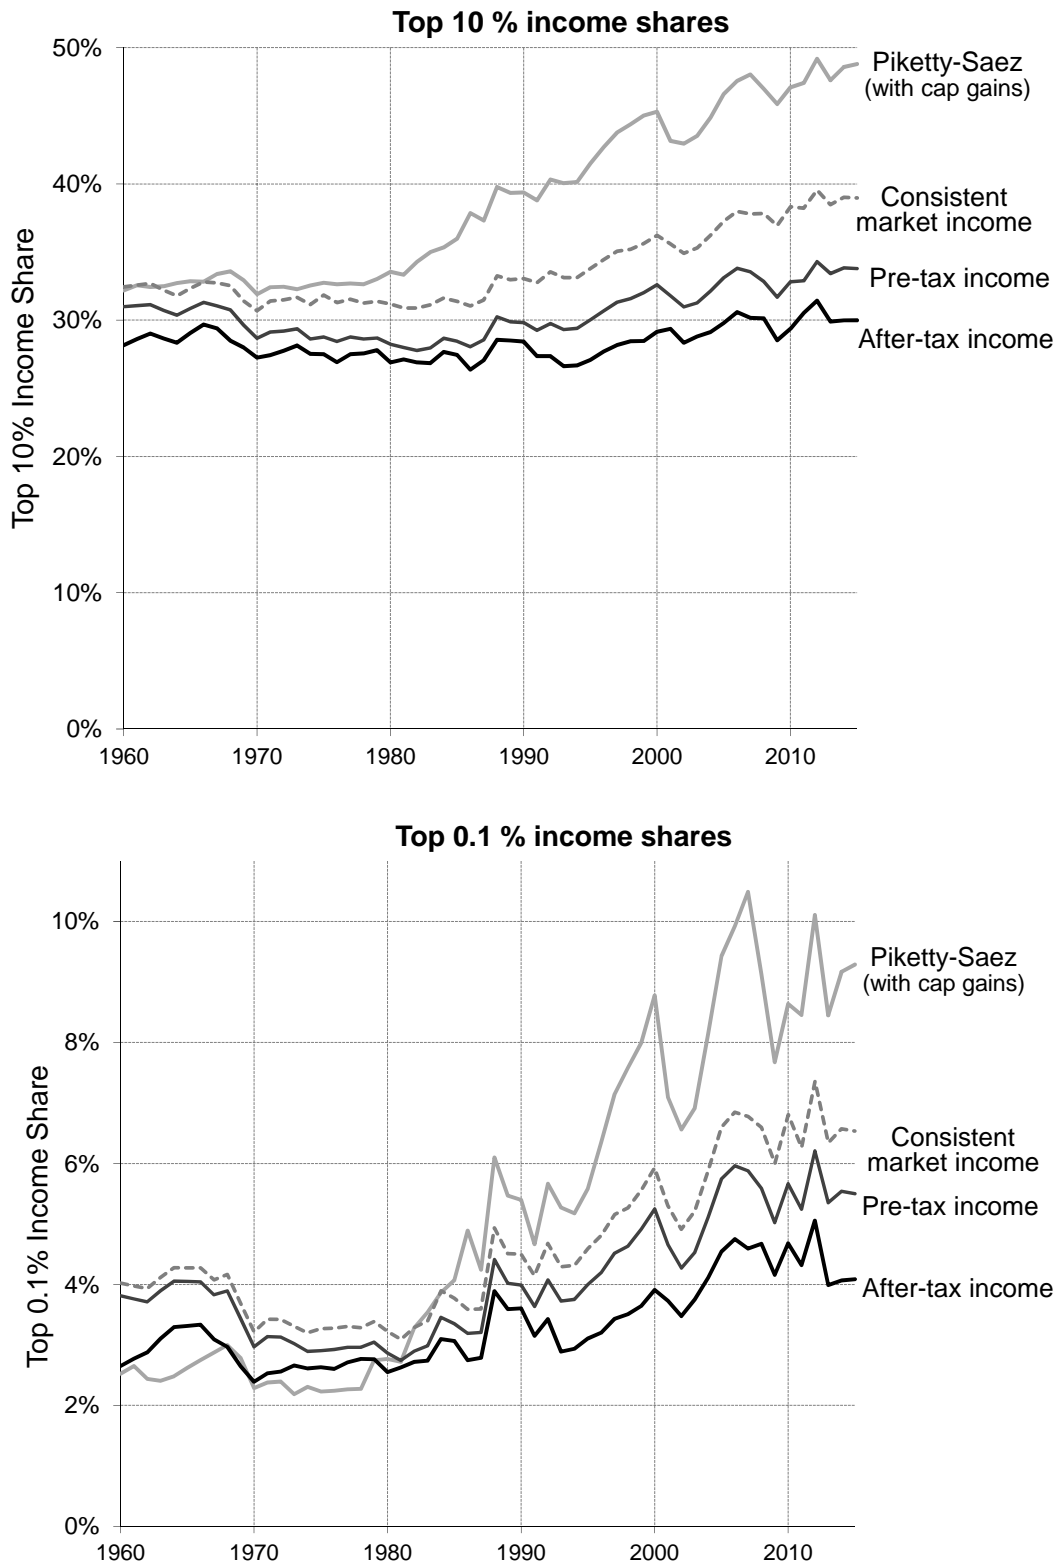 Top 10 % income shares
50%
40%
30%
20%
10%
0%
Top 10% Income Share
Piketty-Saez
(with cap gains)
Consistent
market income
Pre-tax income
After-tax income
1960 1970 1980 1990 2000 2010
Top 0.1 % income shares
10%
8%
6%
4%
2%
0%
Top 0.1% Income Share
Piketty-Saez
(with cap gains)
Consistent
market income
Pre-tax income
After-tax income
1960 1970 1980 1990 2000 2010